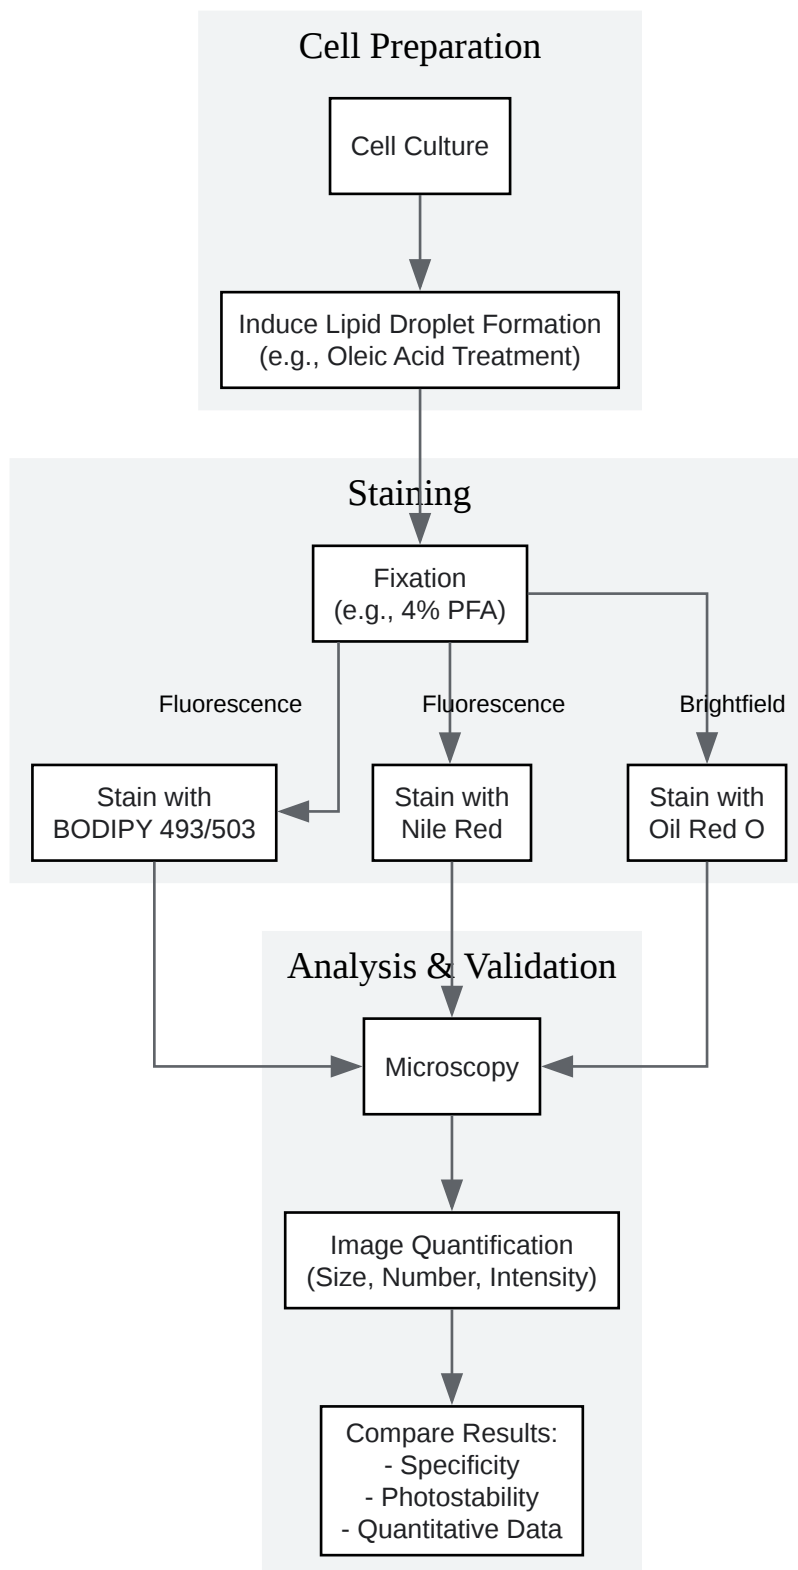 Cell Preparation
Cell Culture
Induce Lipid Droplet Formation
(e.g., Oleic Acid Treatment)
Staining
Fixation
(e.g., 4% PFA)
Fluorescence
Fluorescence
Brightfield
Stain with
BODIPY 493/503
Stain with
Nile Red
Stain with
Oil Red O
Analysis & Validation
Microscopy
Image Quantification
(Size, Number, Intensity)
Compare Results:
- Specificity
- Photostability
- Quantitative Data